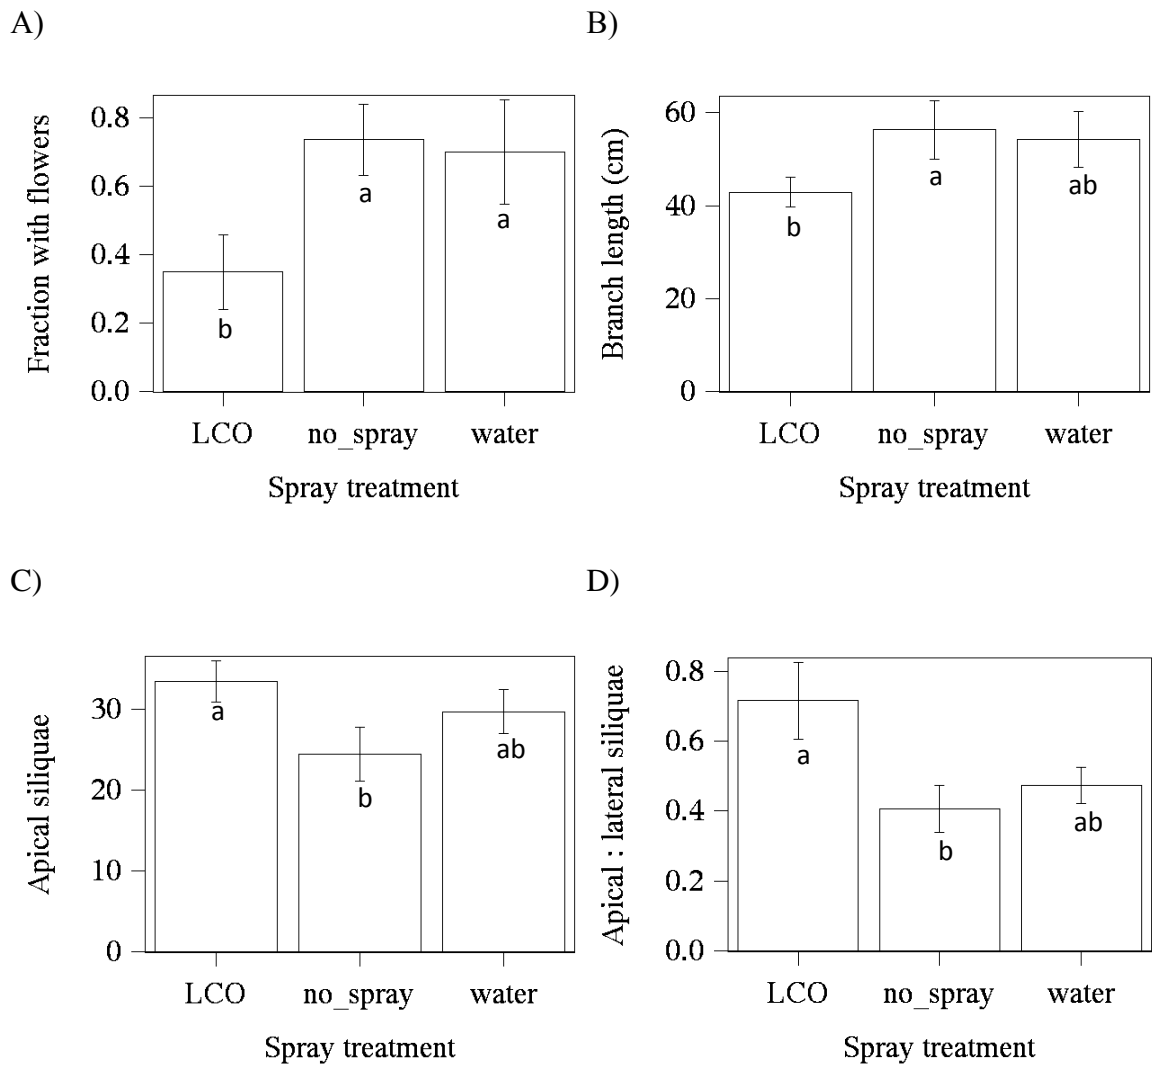 A)
Fraction with flowers
0.8
0.6
0.4
0.2
0.0
b
a
a
LCO no_spray water
Spray treatment
B)
Branch length (cm)
60
40
20
0
b
a
ab
LCO no_spray water
Spray treatment
C)
Apical siliquae
30
20
10
0
a
b
ab
LCO no_spray water
Spray treatment
D)
Apical : lateral siliquae
0.8
0.6
0.4
0.2
0.0
a
b
ab
LCO no_spray water
Spray treatment